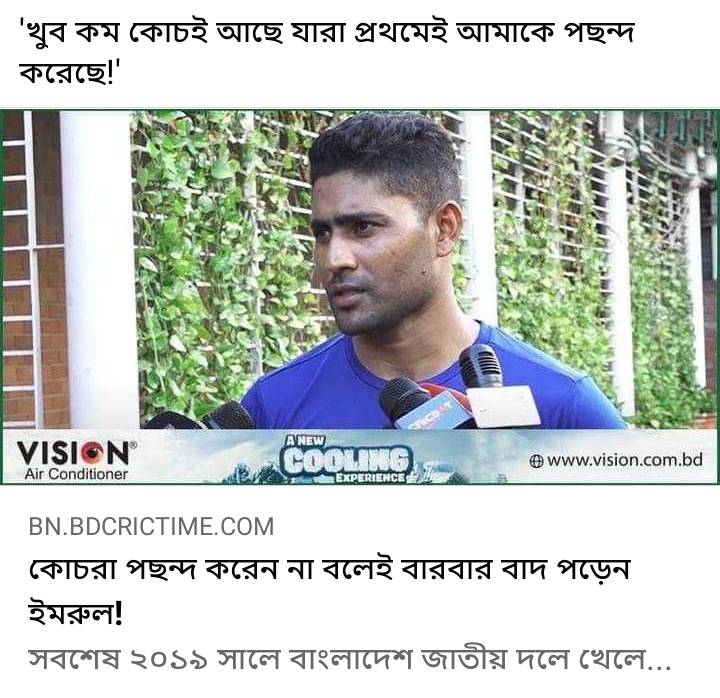 'খুব কম কোচই আছে যারা প্রথমেই আমাকে পছন্দ
করেছে!'
VISION®
Air Conditioner
A NEW
COOLING
EXPERIENCE
www.vision.com.bd
BN.BDCRICTIME.COM
কোচরা পছন্দ করেন না বলেই বারবার বাদ পড়েন
ইমরুল!
সবশেষ ২০১৯ সালে বাংলাদেশ জাতীয় দলে খেলে...